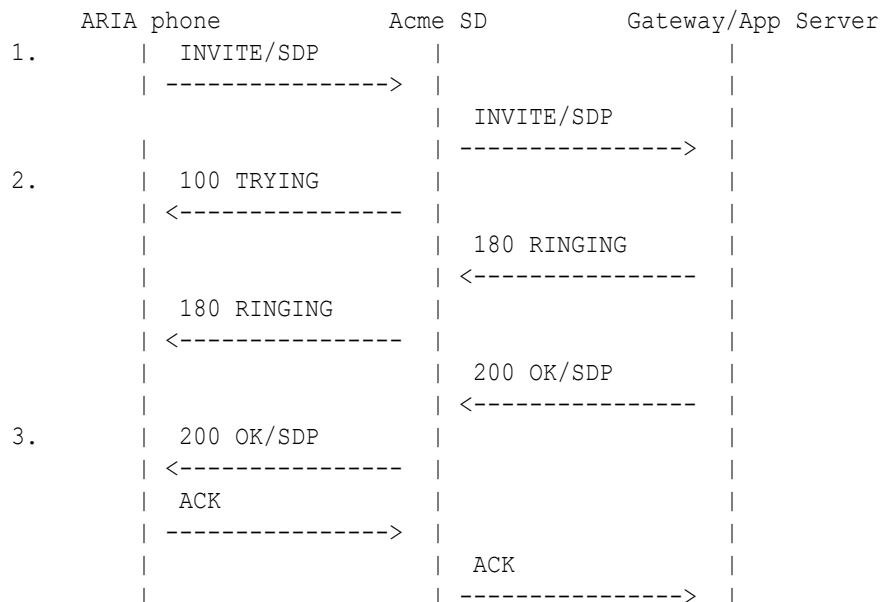 ARIA phone Acme SD Gateway/App Server
1. | INVITE/SDP | |
| ----------------> | |
| INVITE/SDP |
| | ----------------> |
2. | 100 TRYING | |
| <---------------- | |
| | 180 RINGING |
| | <---------------- |
| 180 RINGING | |
| <---------------- | |
| | 200 OK/SDP |
| | <---------------- |
3. | 200 OK/SDP | |
| <---------------- | |
| ACK | |
| ----------------> | |
| | ACK |
| | ----------------> |